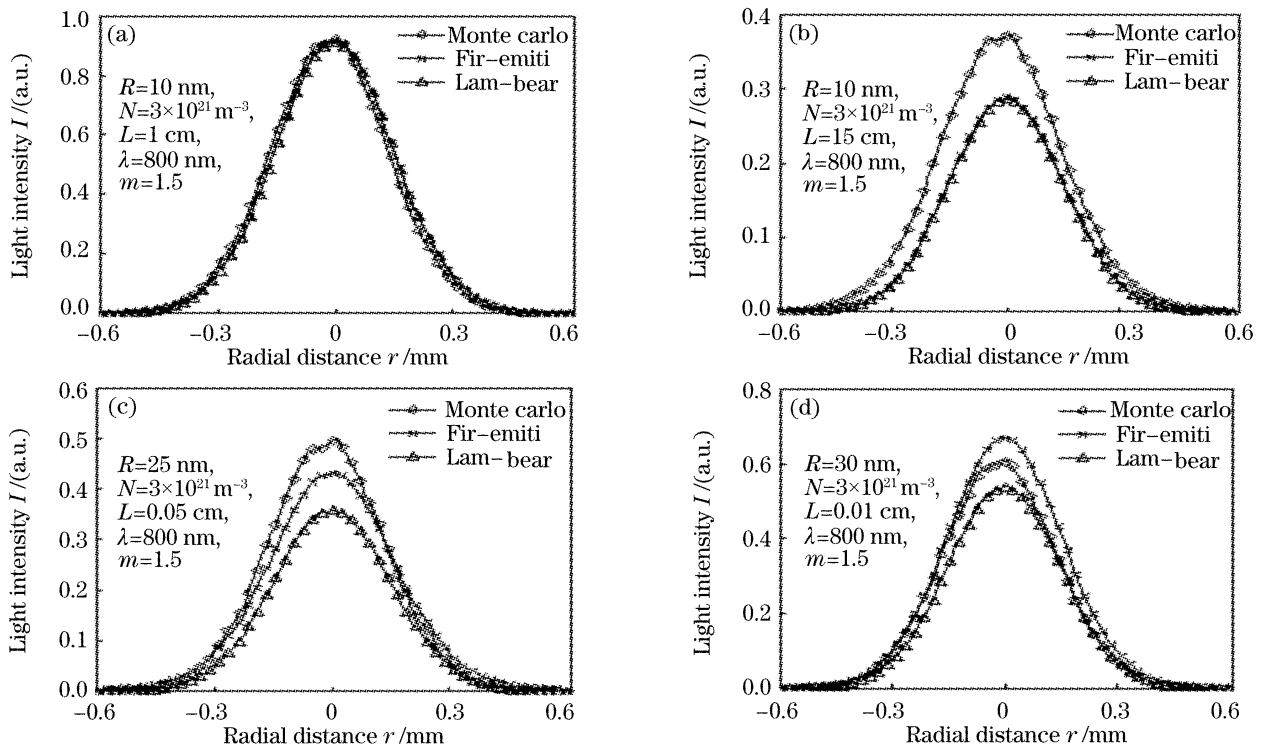 (a)
Monte carlo
Fir-emiti
Lam-bear
R=10 nm,
N=3×10²¹ m⁻³,
L=1 cm,
λ=800 nm,
m=1.5
Light intensity I /(a.u.)
1.0
0.8
0.6
0.4
0.2
0.0
-0.6
-0.3
0
0.3
0.6
Radial distance r /mm
(b)
Monte carlo
Fir-emiti
Lam-bear
R=10 nm,
N=3×10²¹ m⁻³,
L=15 cm,
λ=800 nm,
m=1.5
Light intensity I /(a.u.)
0.4
0.3
0.2
0.1
0.0
-0.6
-0.3
0
0.3
0.6
Radial distance r /mm
(c)
Monte carlo
Fir-emiti
Lam-bear
R=25 nm,
N=3×10²¹ m⁻³,
L=0.05 cm,
λ=800 nm,
m=1.5
Light intensity I /(a.u.)
0.6
0.5
0.4
0.3
0.2
0.1
0.0
-0.6
-0.3
0
0.3
0.6
Radial distance r /mm
(d)
Monte carlo
Fir-emiti
Lam-bear
R=30 nm,
N=3×10²¹ m⁻³,
L=0.01 cm,
λ=800 nm,
m=1.5
Light intensity I /(a.u.)
0.8
0.6
0.4
0.2
0.0
-0.6
-0.3
0
0.3
0.6
Radial distance r /mm